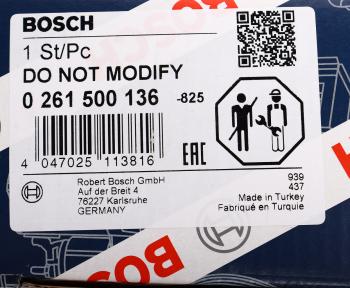 BOSCH
1 St/Pc
DO NOT MODIFY
0 261 500 136 -825
4 047025 113816
EAC
939
437
Robert Bosch GmbH
Auf der Breit 4
76227 Karlsruhe
GERMANY
Made in Turkey
Fabriqué en Turquie
BOSCH